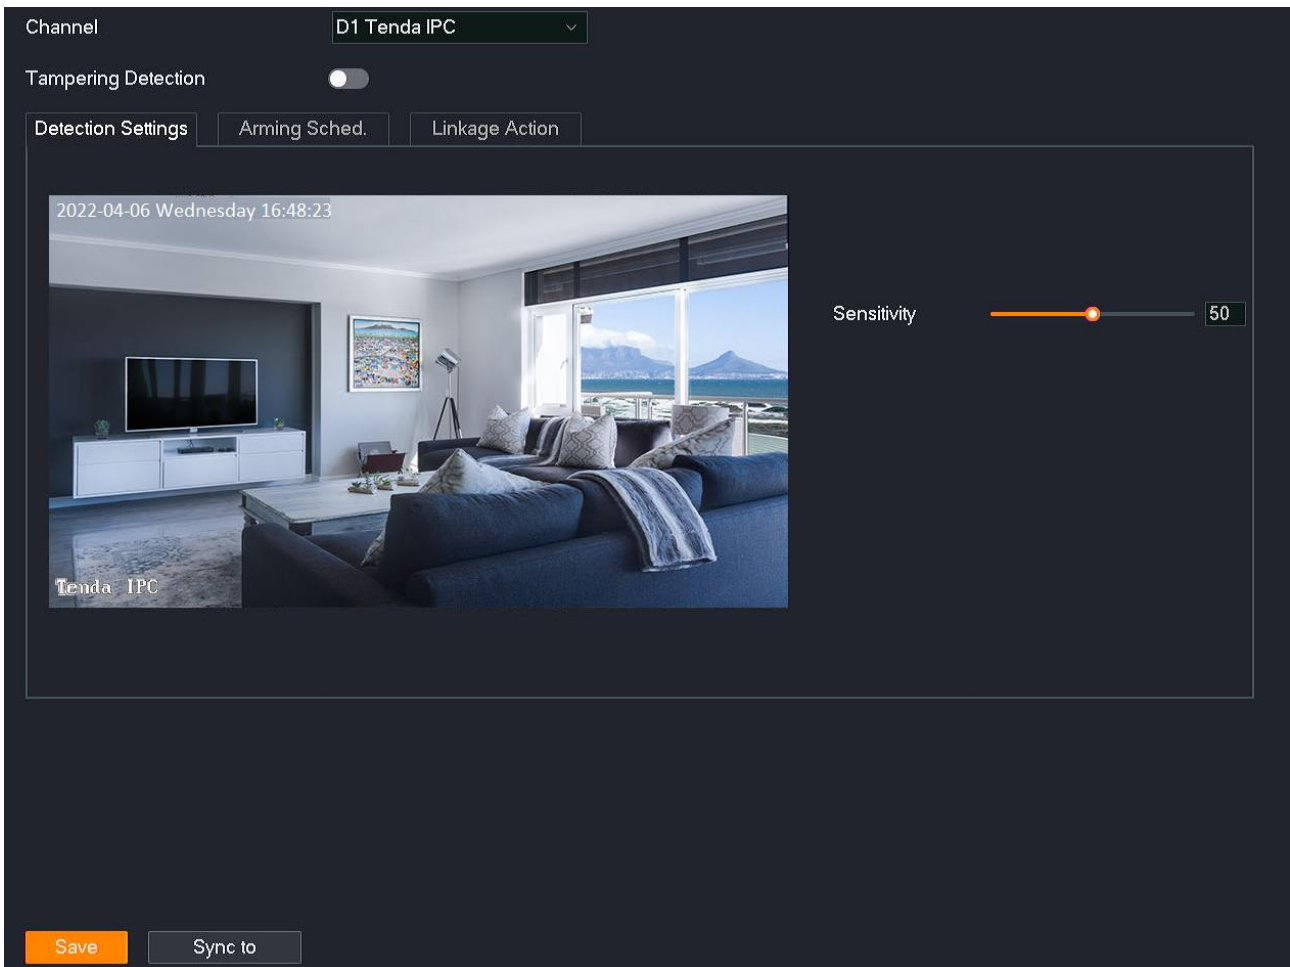 Channel D1 Tenda IPC
Tampering Detection
Detection Settings Arming Sched. Linkage Action
2022-04-06 Wednesday 16:48:23
Sensitivity 50
Tenda IPC
Save Sync to